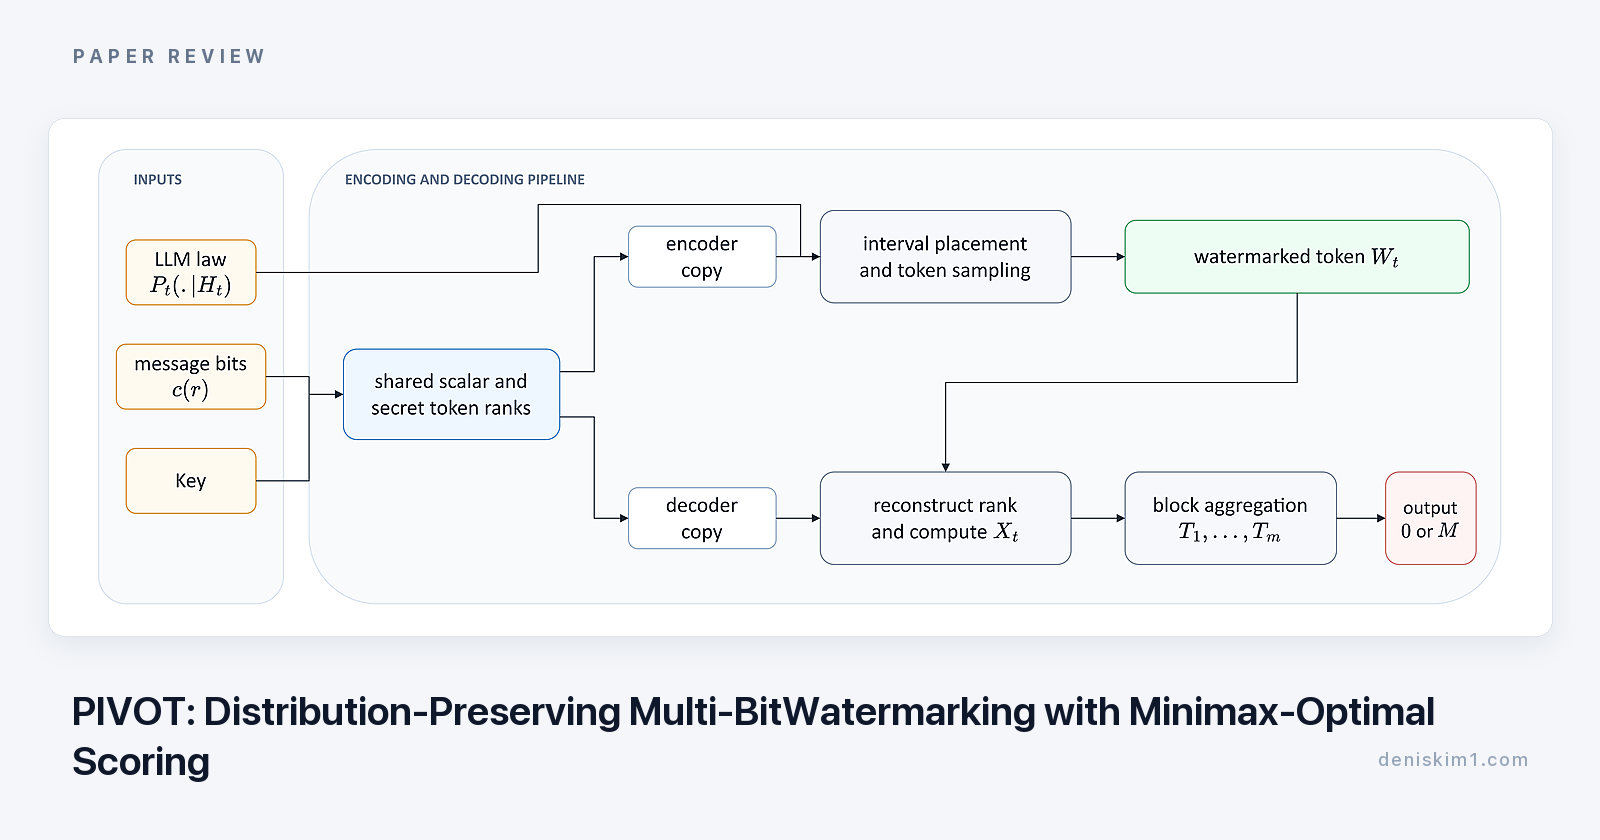 PAPER REVIEW
INPUTS
LLM law
P_t(.|H_t)
message bits
c(r)
Key
ENCODING AND DECODING PIPELINE
shared scalar and
secret token ranks
encoder
copy
interval placement
and token sampling
watermarked token W_t
decoder
copy
reconstruct rank
and compute X_t
block aggregation
T_1, . . . , T_m
output
0 or M
PIVOT: Distribution-Preserving Multi-BitWatermarking with Minimax-Optimal
Scoring
deniskim1.com